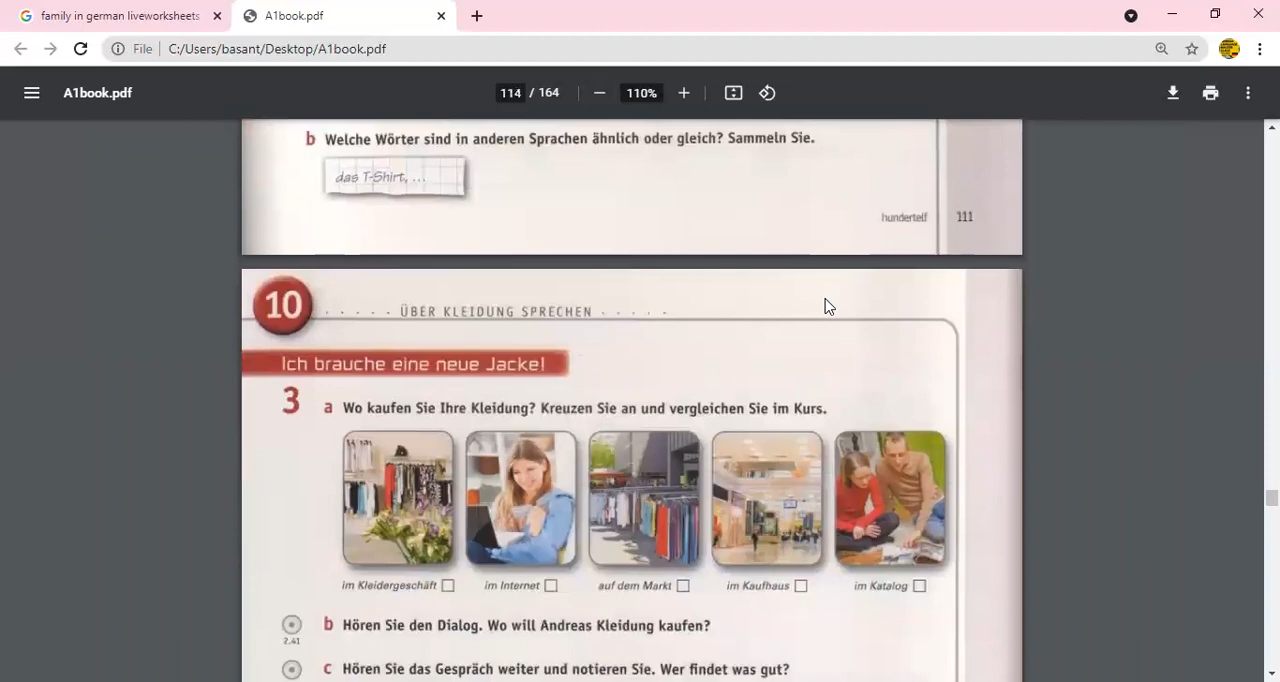 family in german liveworksheets
A1book.pdf
File
C:/Users/basant/Desktop/A1book.pdf
A1book.pdf
114 / 164
110%
b Welche Wörter sind in anderen Sprachen ähnlich oder gleich? Sammeln Sie.
das T-Shirt, ...
hundertelf 111
10
ÜBER KLEIDUNG SPRECHEN
Ich brauche eine neue Jacke!
3 a Wo kaufen Sie Ihre Kleidung? Kreuzen Sie an und vergleichen Sie im Kurs.
im Kleidergeschäft
im Internet
auf dem Markt
im Kaufhaus
im Katalog
b Hören Sie den Dialog. Wo will Andreas Kleidung kaufen?
2.41
c Hören Sie das Gespräch weiter und notieren Sie. Wer findet was gut?